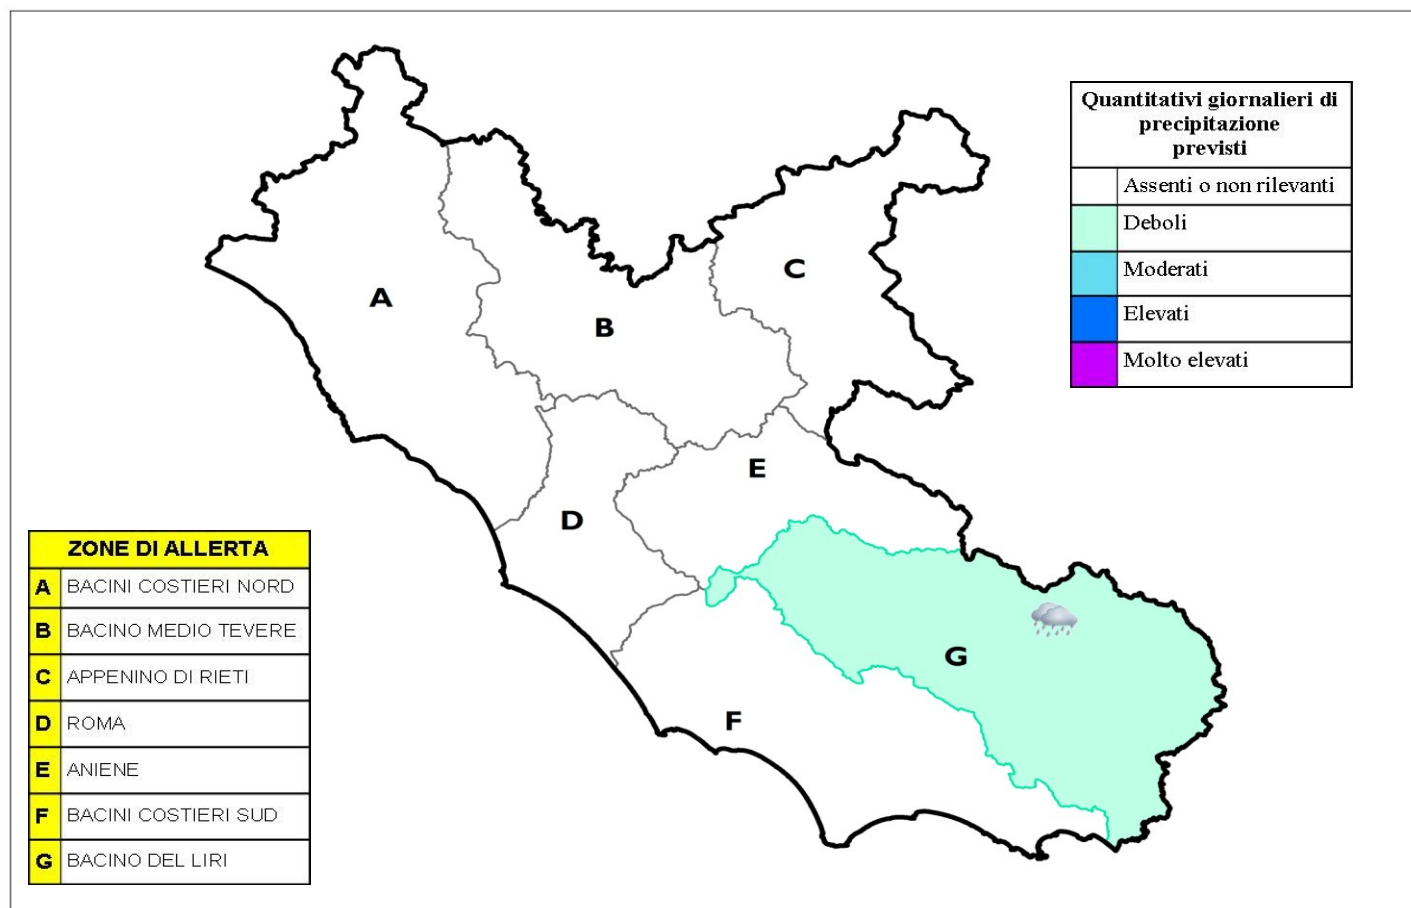 Quantitativi giornalieri di
precipitazione
previsti
Assenti o non rilevanti
Deboli
Moderati
Elevati
Molto elevati
A
B
C
D
E
F
G
ZONE DI ALLERTA
A BACINI COSTIERI NORD
B BACINO MEDIO TEVERE
C APPENINO DI RIETI
D ROMA
E ANIENE
F BACINI COSTIERI SUD
G BACINO DEL LIRI